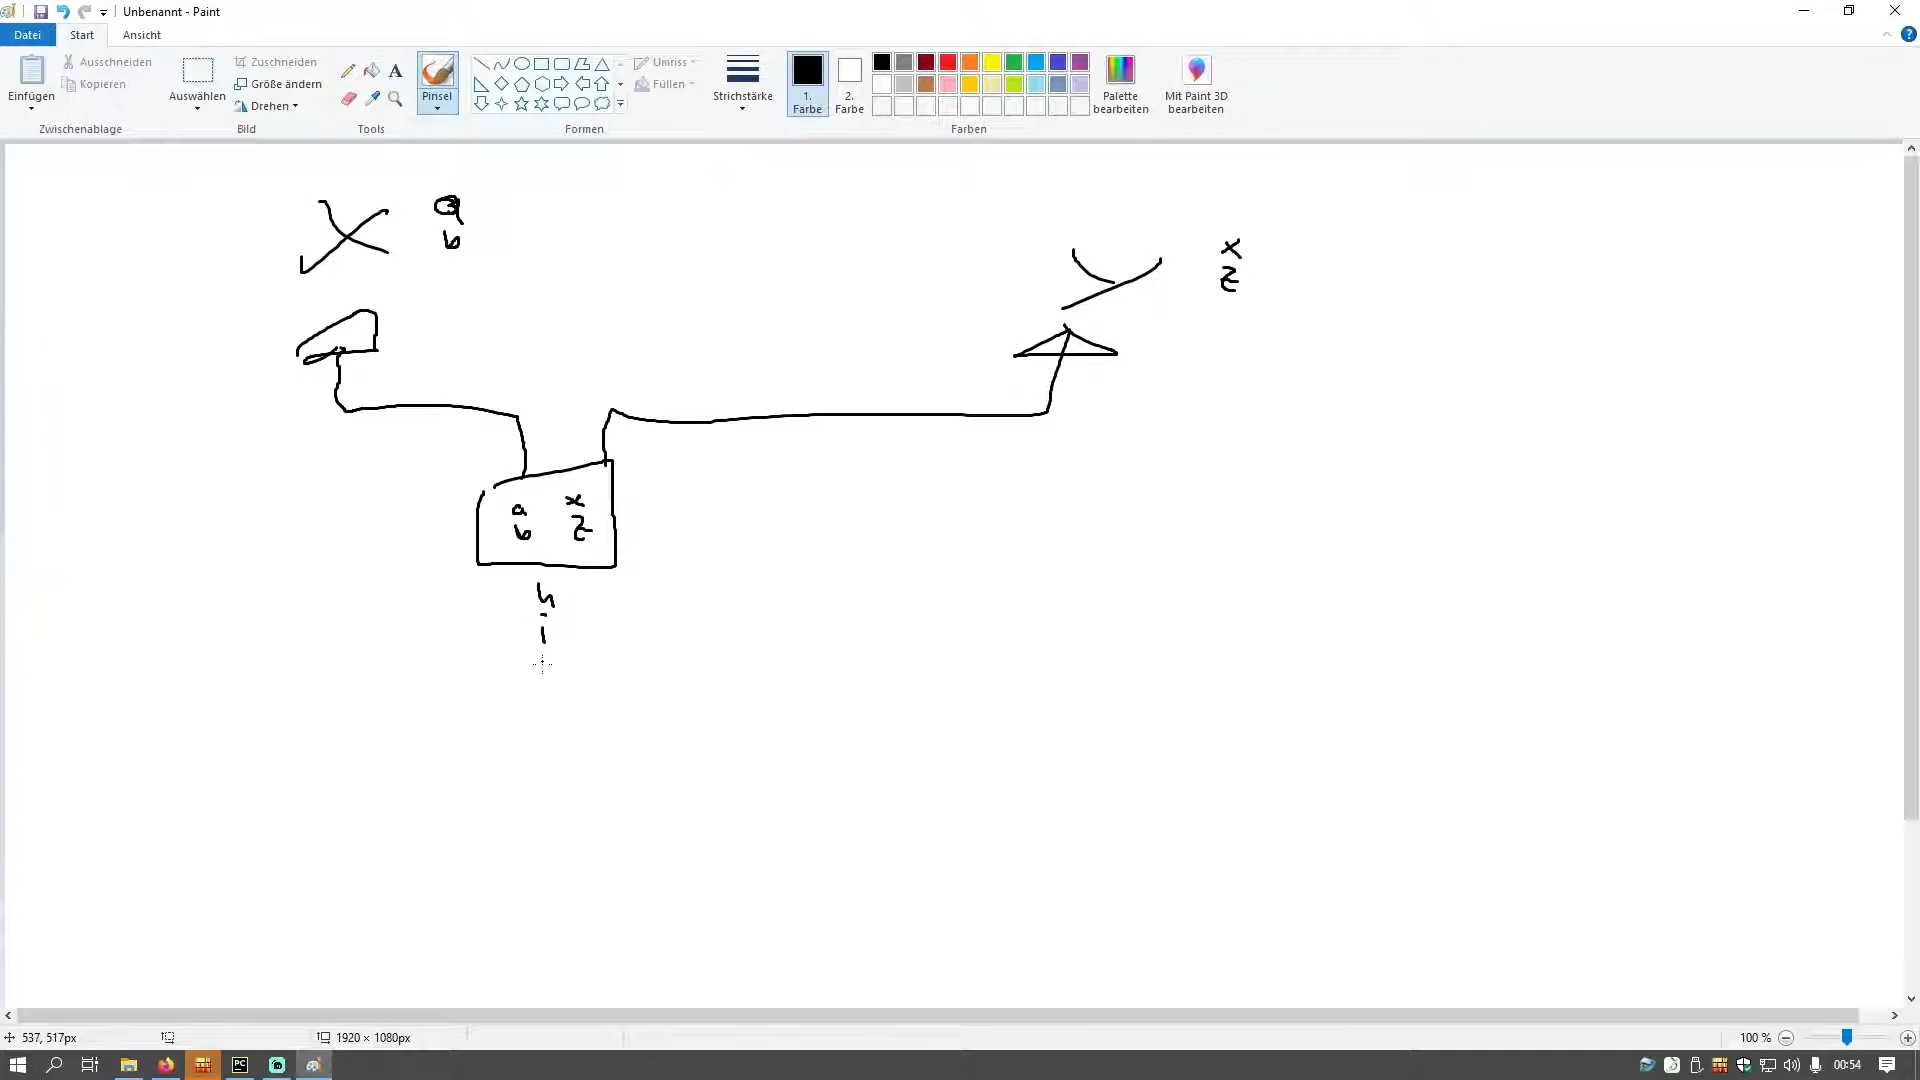 Unbenannt - Paint
Datei Start Ansicht
Einfügen
Ausschneiden
Kopieren
Zwischenablage
Auswählen
Zuschneiden
Größe ändern
Drehen
Bild
A
Tools
Pinsel
Umriss
Füllen
Formen
Strichstärke
1. Farbe
2. Farbe
Palette bearbeiten
Mit Paint 3D bearbeiten
Farben
X
a
b
Y
x
z
a x
b z
h
i
537, 517px
1920 × 1080px
100 %
PC
00:54